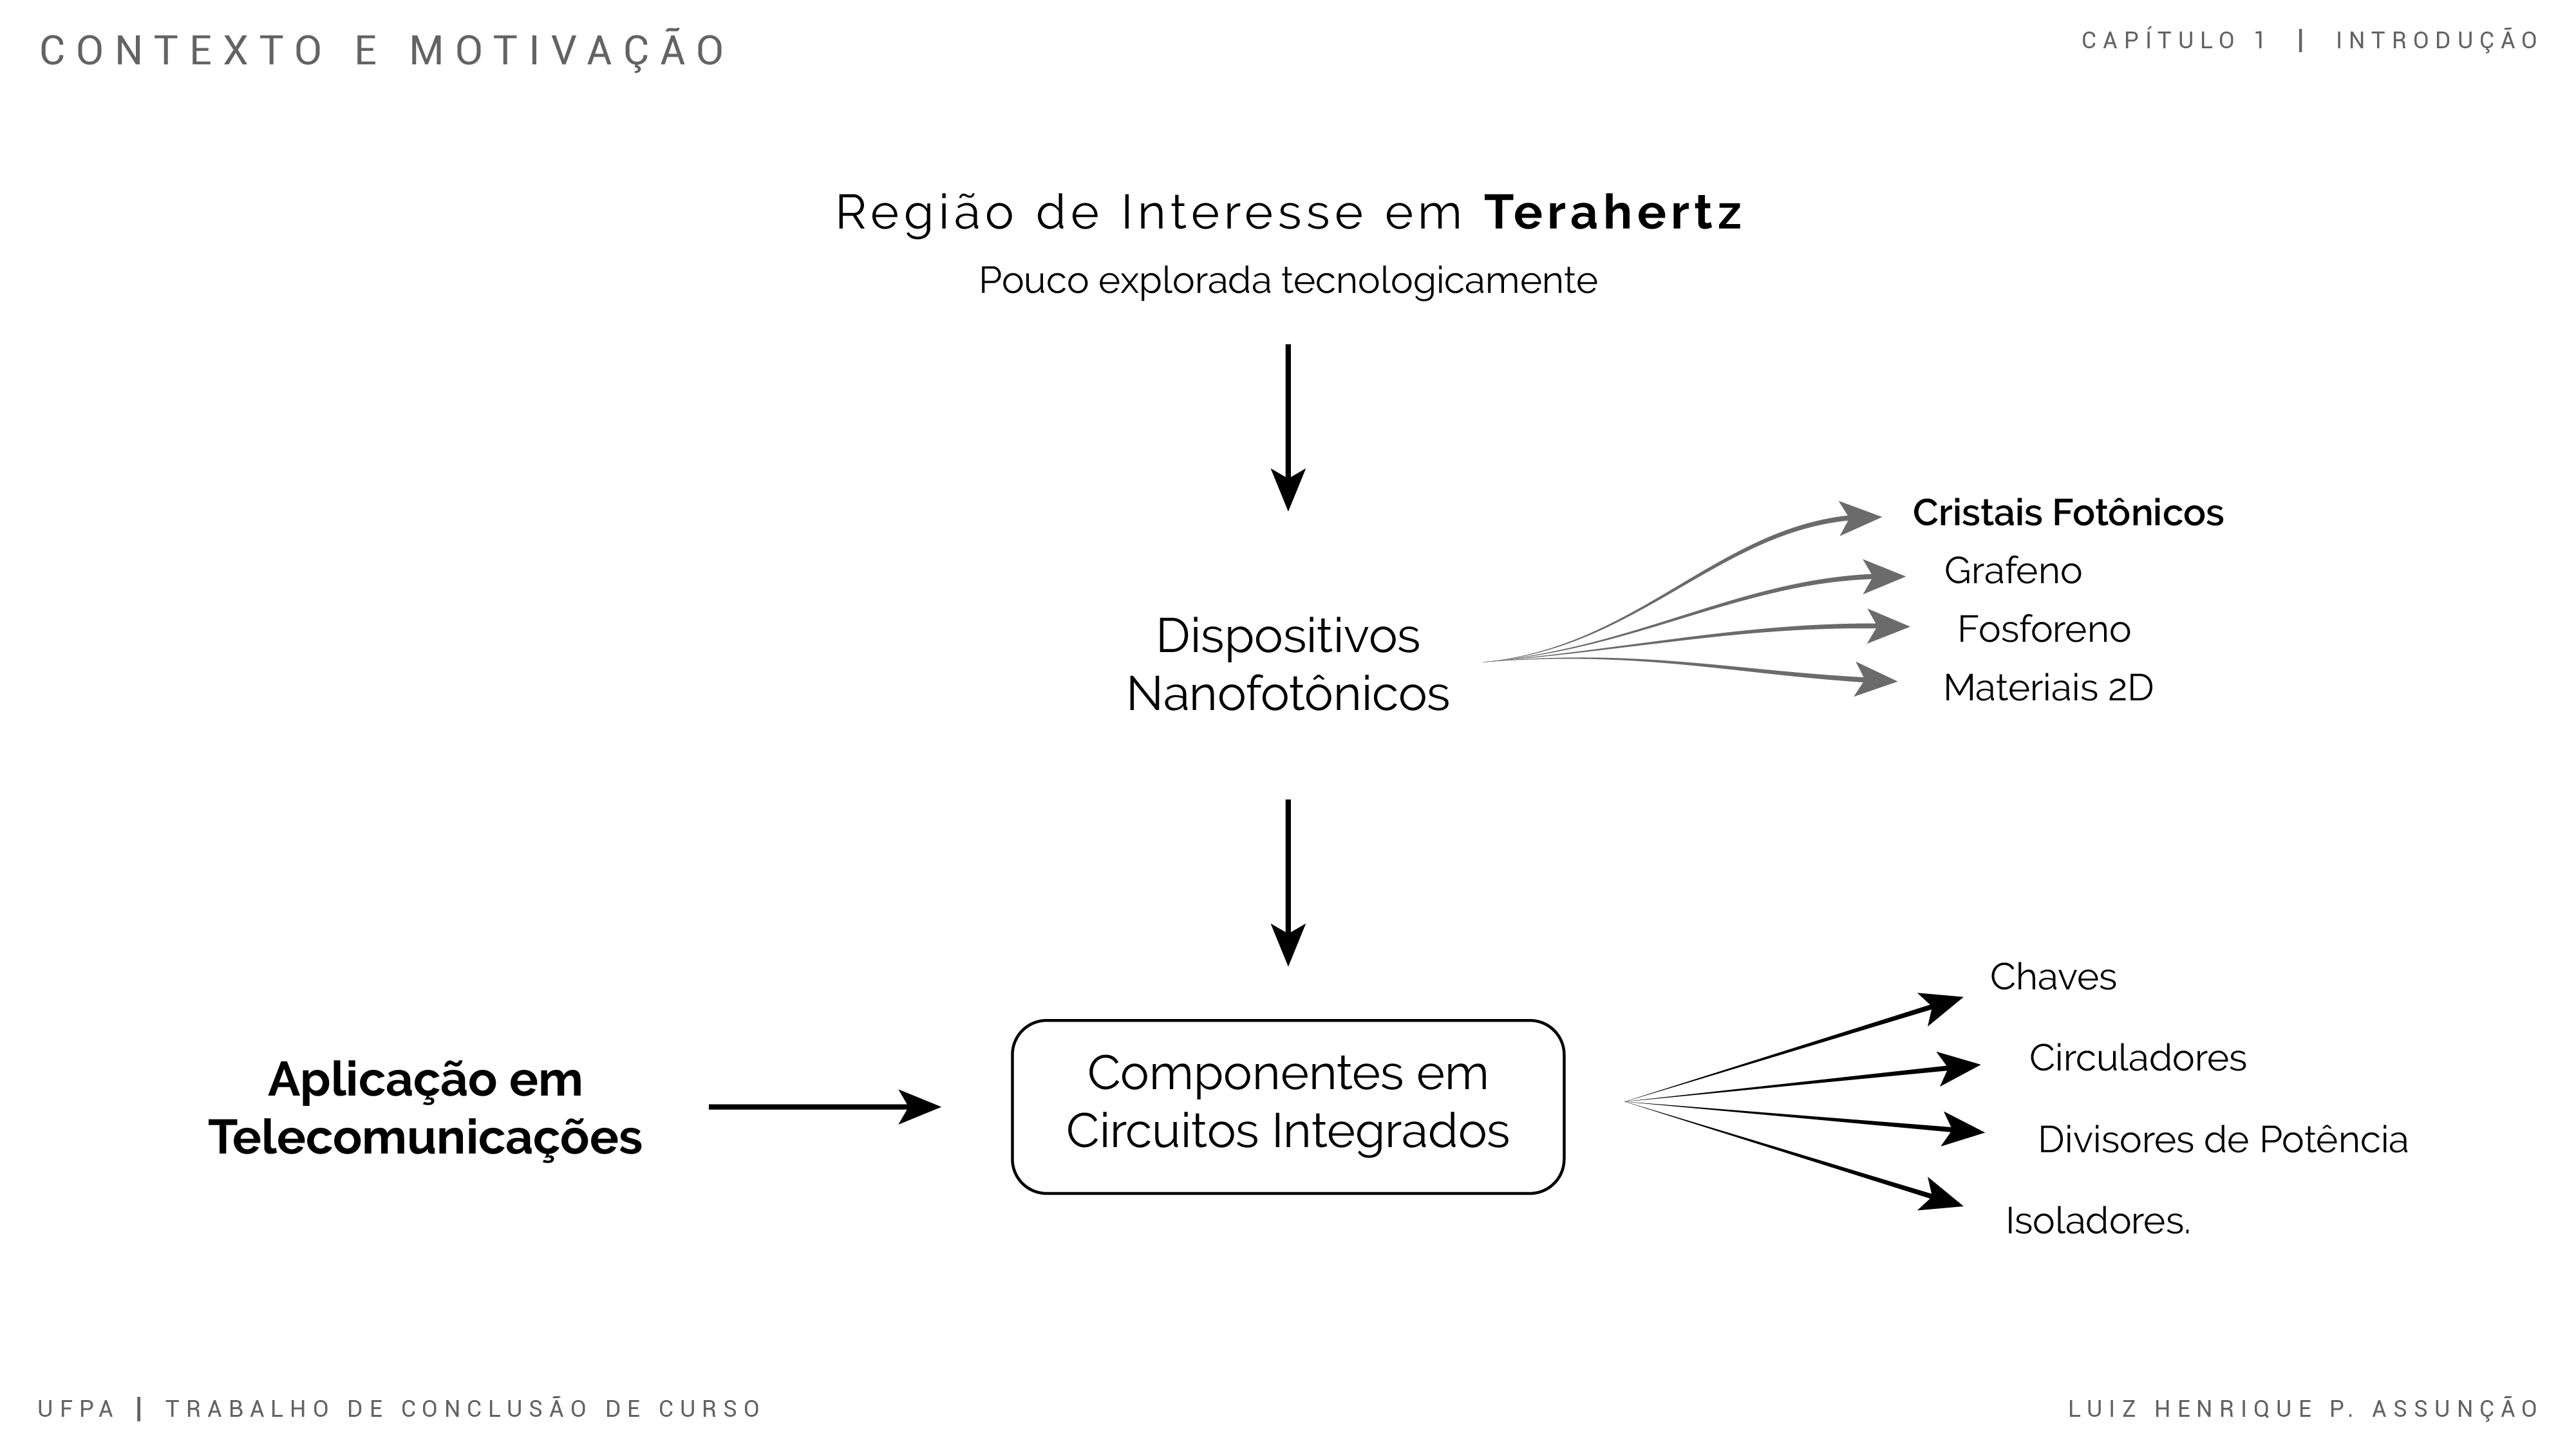 CONTEXTO E MOTIVAÇÃO
CAPÍTULO 1 | INTRODUÇÃO
Região de Interesse em Terahertz
Pouco explorada tecnologicamente
Cristais Fotônicos
Grafeno
Fosforeno
Materiais 2D
Dispositivos
Nanofotônicos
Chaves
Circuladores
Divisores de Potência
Isoladores.
Aplicação em
Telecomunicações
Componentes em
Circuitos Integrados
UFPA | TRABALHO DE CONCLUSÃO DE CURSO
LUIZ HENRIQUE P. ASSUNÇÃO